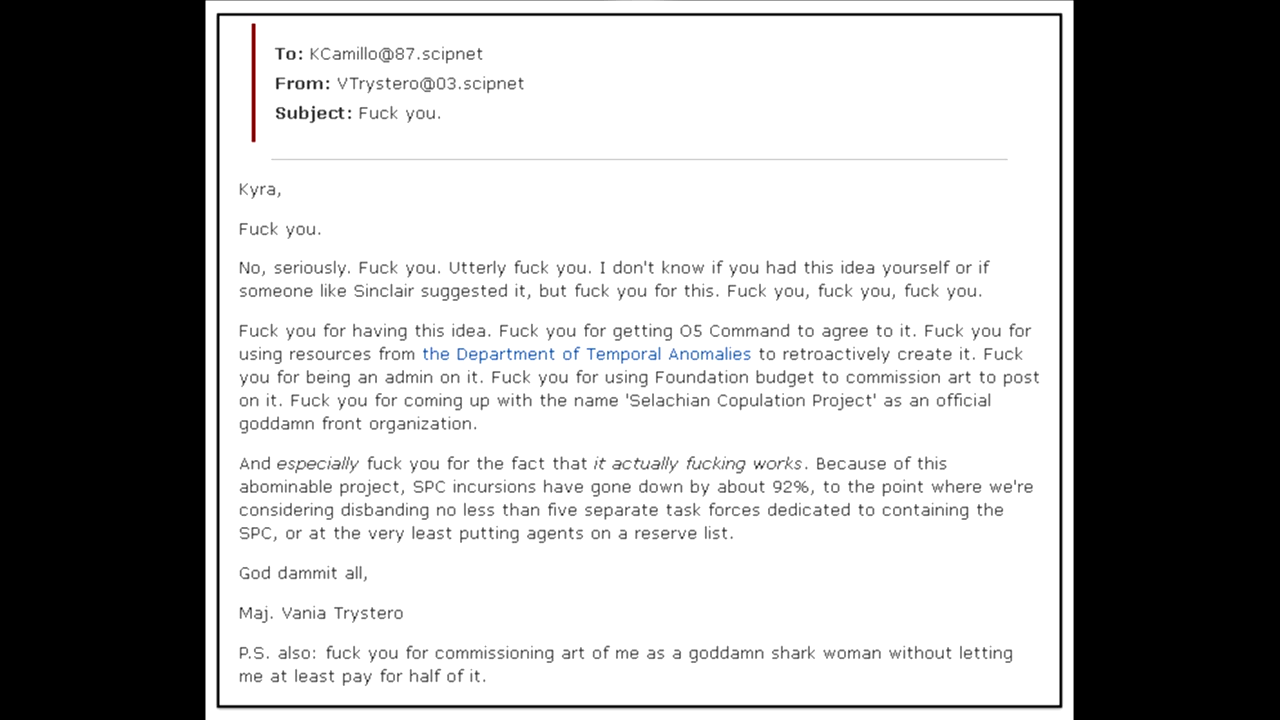 To: KCamillo@87.scipnet
From: VTrystero@03.scipnet
Subject: Fuck you.
Kyra,
Fuck you.
No, seriously. Fuck you. Utterly fuck you. I don't know if you had this idea yourself or if
someone like Sinclair suggested it, but fuck you for this. Fuck you, fuck you, fuck you.
Fuck you for having this idea. Fuck you for getting O5 Command to agree to it. Fuck you for
using resources from the Department of Temporal Anomalies to retroactively create it. Fuck
you for being an admin on it. Fuck you for using Foundation budget to commission art to post
on it. Fuck you for coming up with the name 'Selachian Copulation Project' as an official
goddamn front organization.
And especially fuck you for the fact that it actually fucking works. Because of this
abominable project, SPC incursions have gone down by about 92%, to the point where we're
considering disbanding no less than five separate task forces dedicated to containing the
SPC, or at the very least putting agents on a reserve list.
God dammit all,
Maj. Vania Trystero
P.S. also: fuck you for commissioning art of me as a goddamn shark woman without letting
me at least pay for half of it.